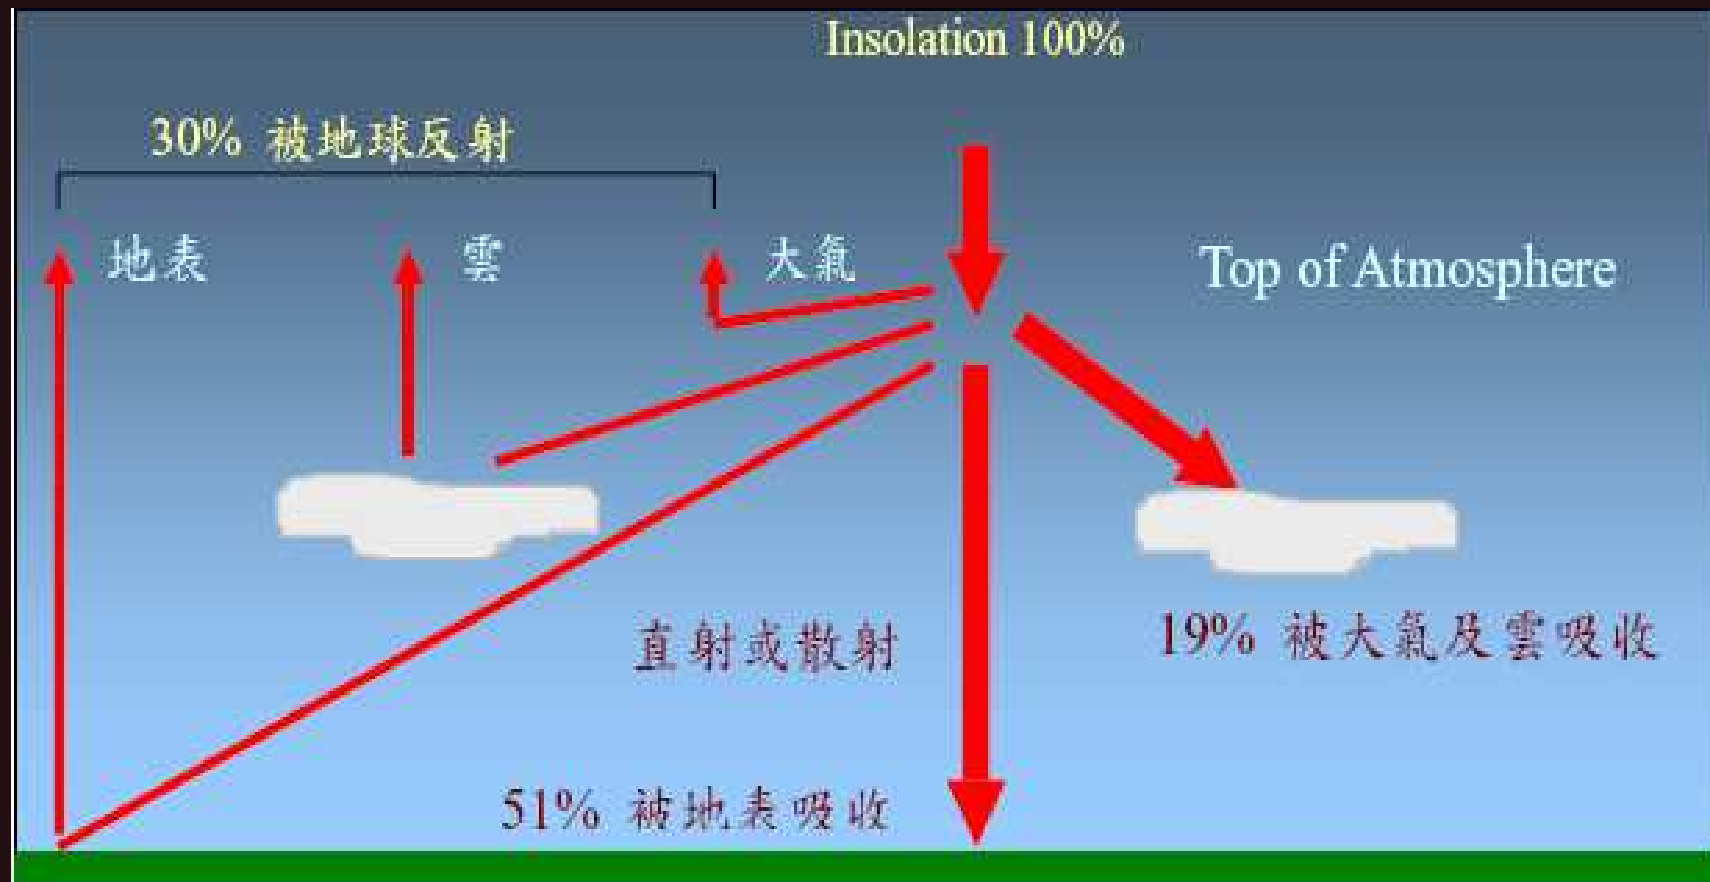 Insolation 100%
30% 被地球反射
地表
雲
大氣
Top of Atmosphere
直射或散射
19% 被大氣及雲吸收
51% 被地表吸收